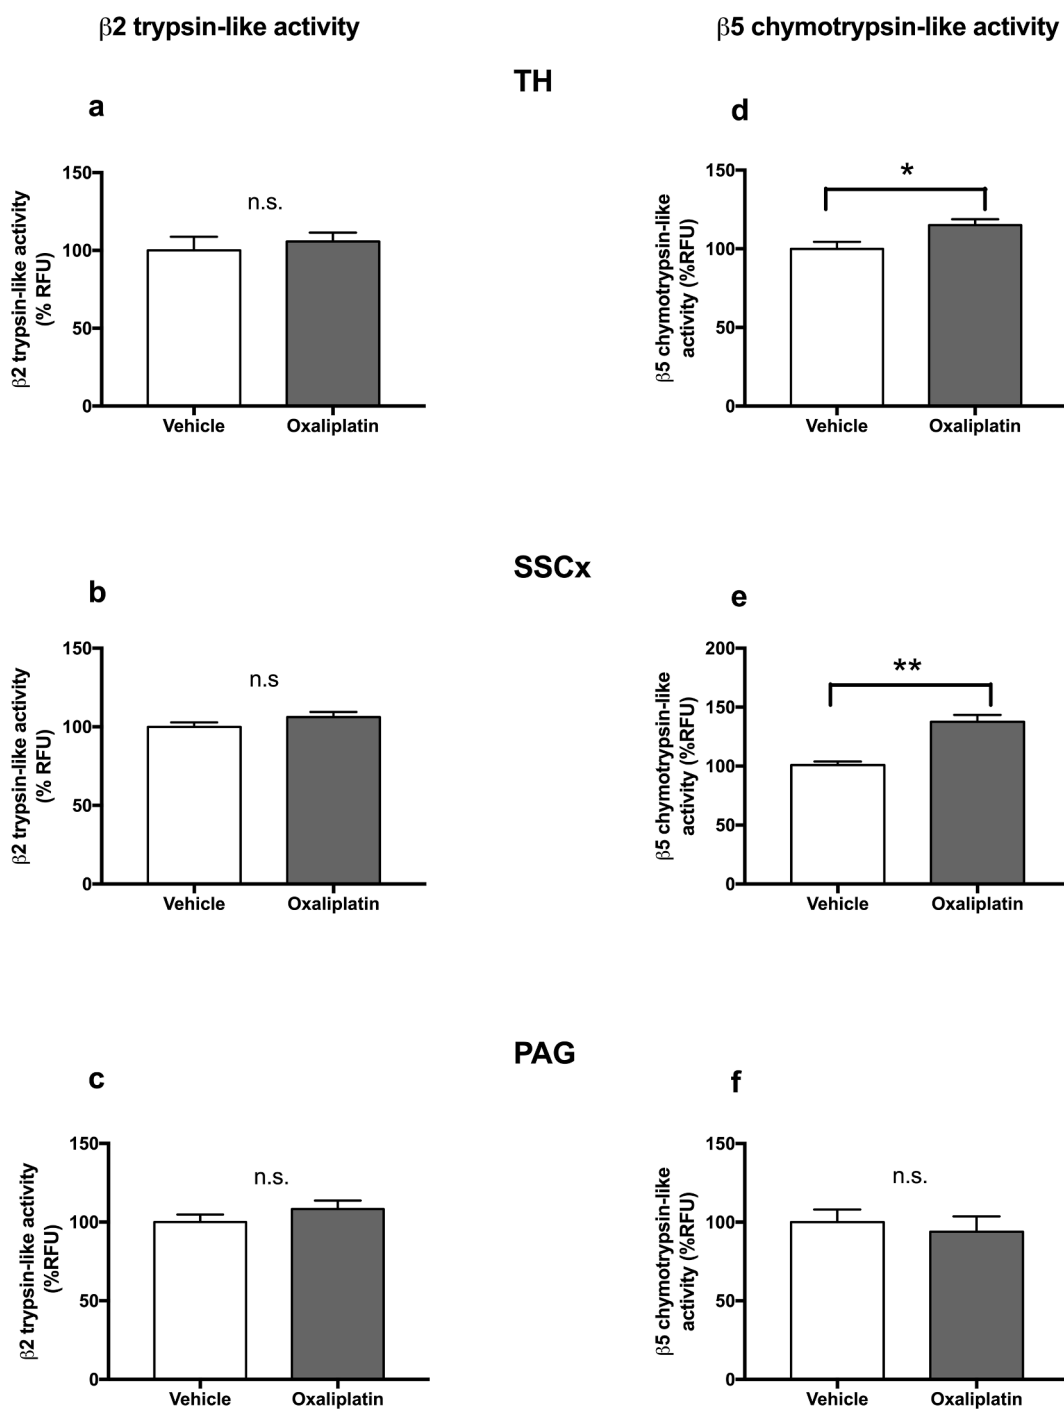 β2 trypsin-like activity
β5 chymotrypsin-like activity
TH
a
β2 trypsin-like activity
(% RFU)
150
100
50
0
n.s.
Vehicle
Oxaliplatin
d
β5 chymotrypsin-like
activity (%RFU)
150
100
50
0
*
Vehicle
Oxaliplatin
SSCx
b
β2 trypsin-like activity
(% RFU)
150
100
50
0
n.s
Vehicle
Oxaliplatin
e
β5 chymotrypsin-like
activity (%RFU)
200
150
100
50
0
**
Vehicle
Oxaliplatin
PAG
c
β2 trypsin-like activity
(%RFU)
150
100
50
0
n.s.
Vehicle
Oxaliplatin
f
β5 chymotrypsin-like
activity (%RFU)
150
100
50
0
n.s.
Vehicle
Oxaliplatin